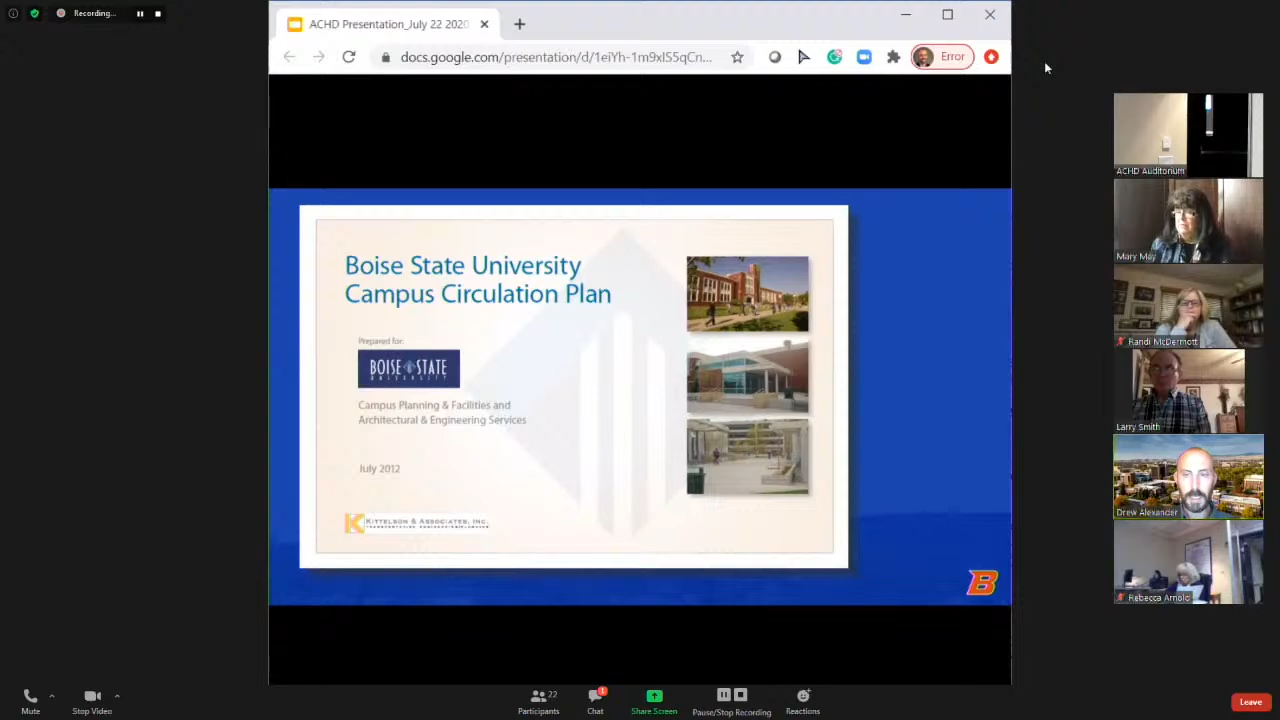 Recording...
ACHD Presentation_July 22 2020
docs.google.com/presentation/d/1eiYh-1m9xIS5qCn...
Error
Boise State University
Campus Circulation Plan
Prepared for:
BOISE STATE
UNIVERSITY
Campus Planning & Facilities and
Architectural & Engineering Services
July 2012
KITTELSON & ASSOCIATES, INC.
B
ACHD Auditorium
Mary May
Randi McDermott
Larry Smith
Drew Alexander
Rebecca Arnold
Mute
Stop Video
22
Participants
1
Chat
Share Screen
Pause/Stop Recording
Reactions
Leave